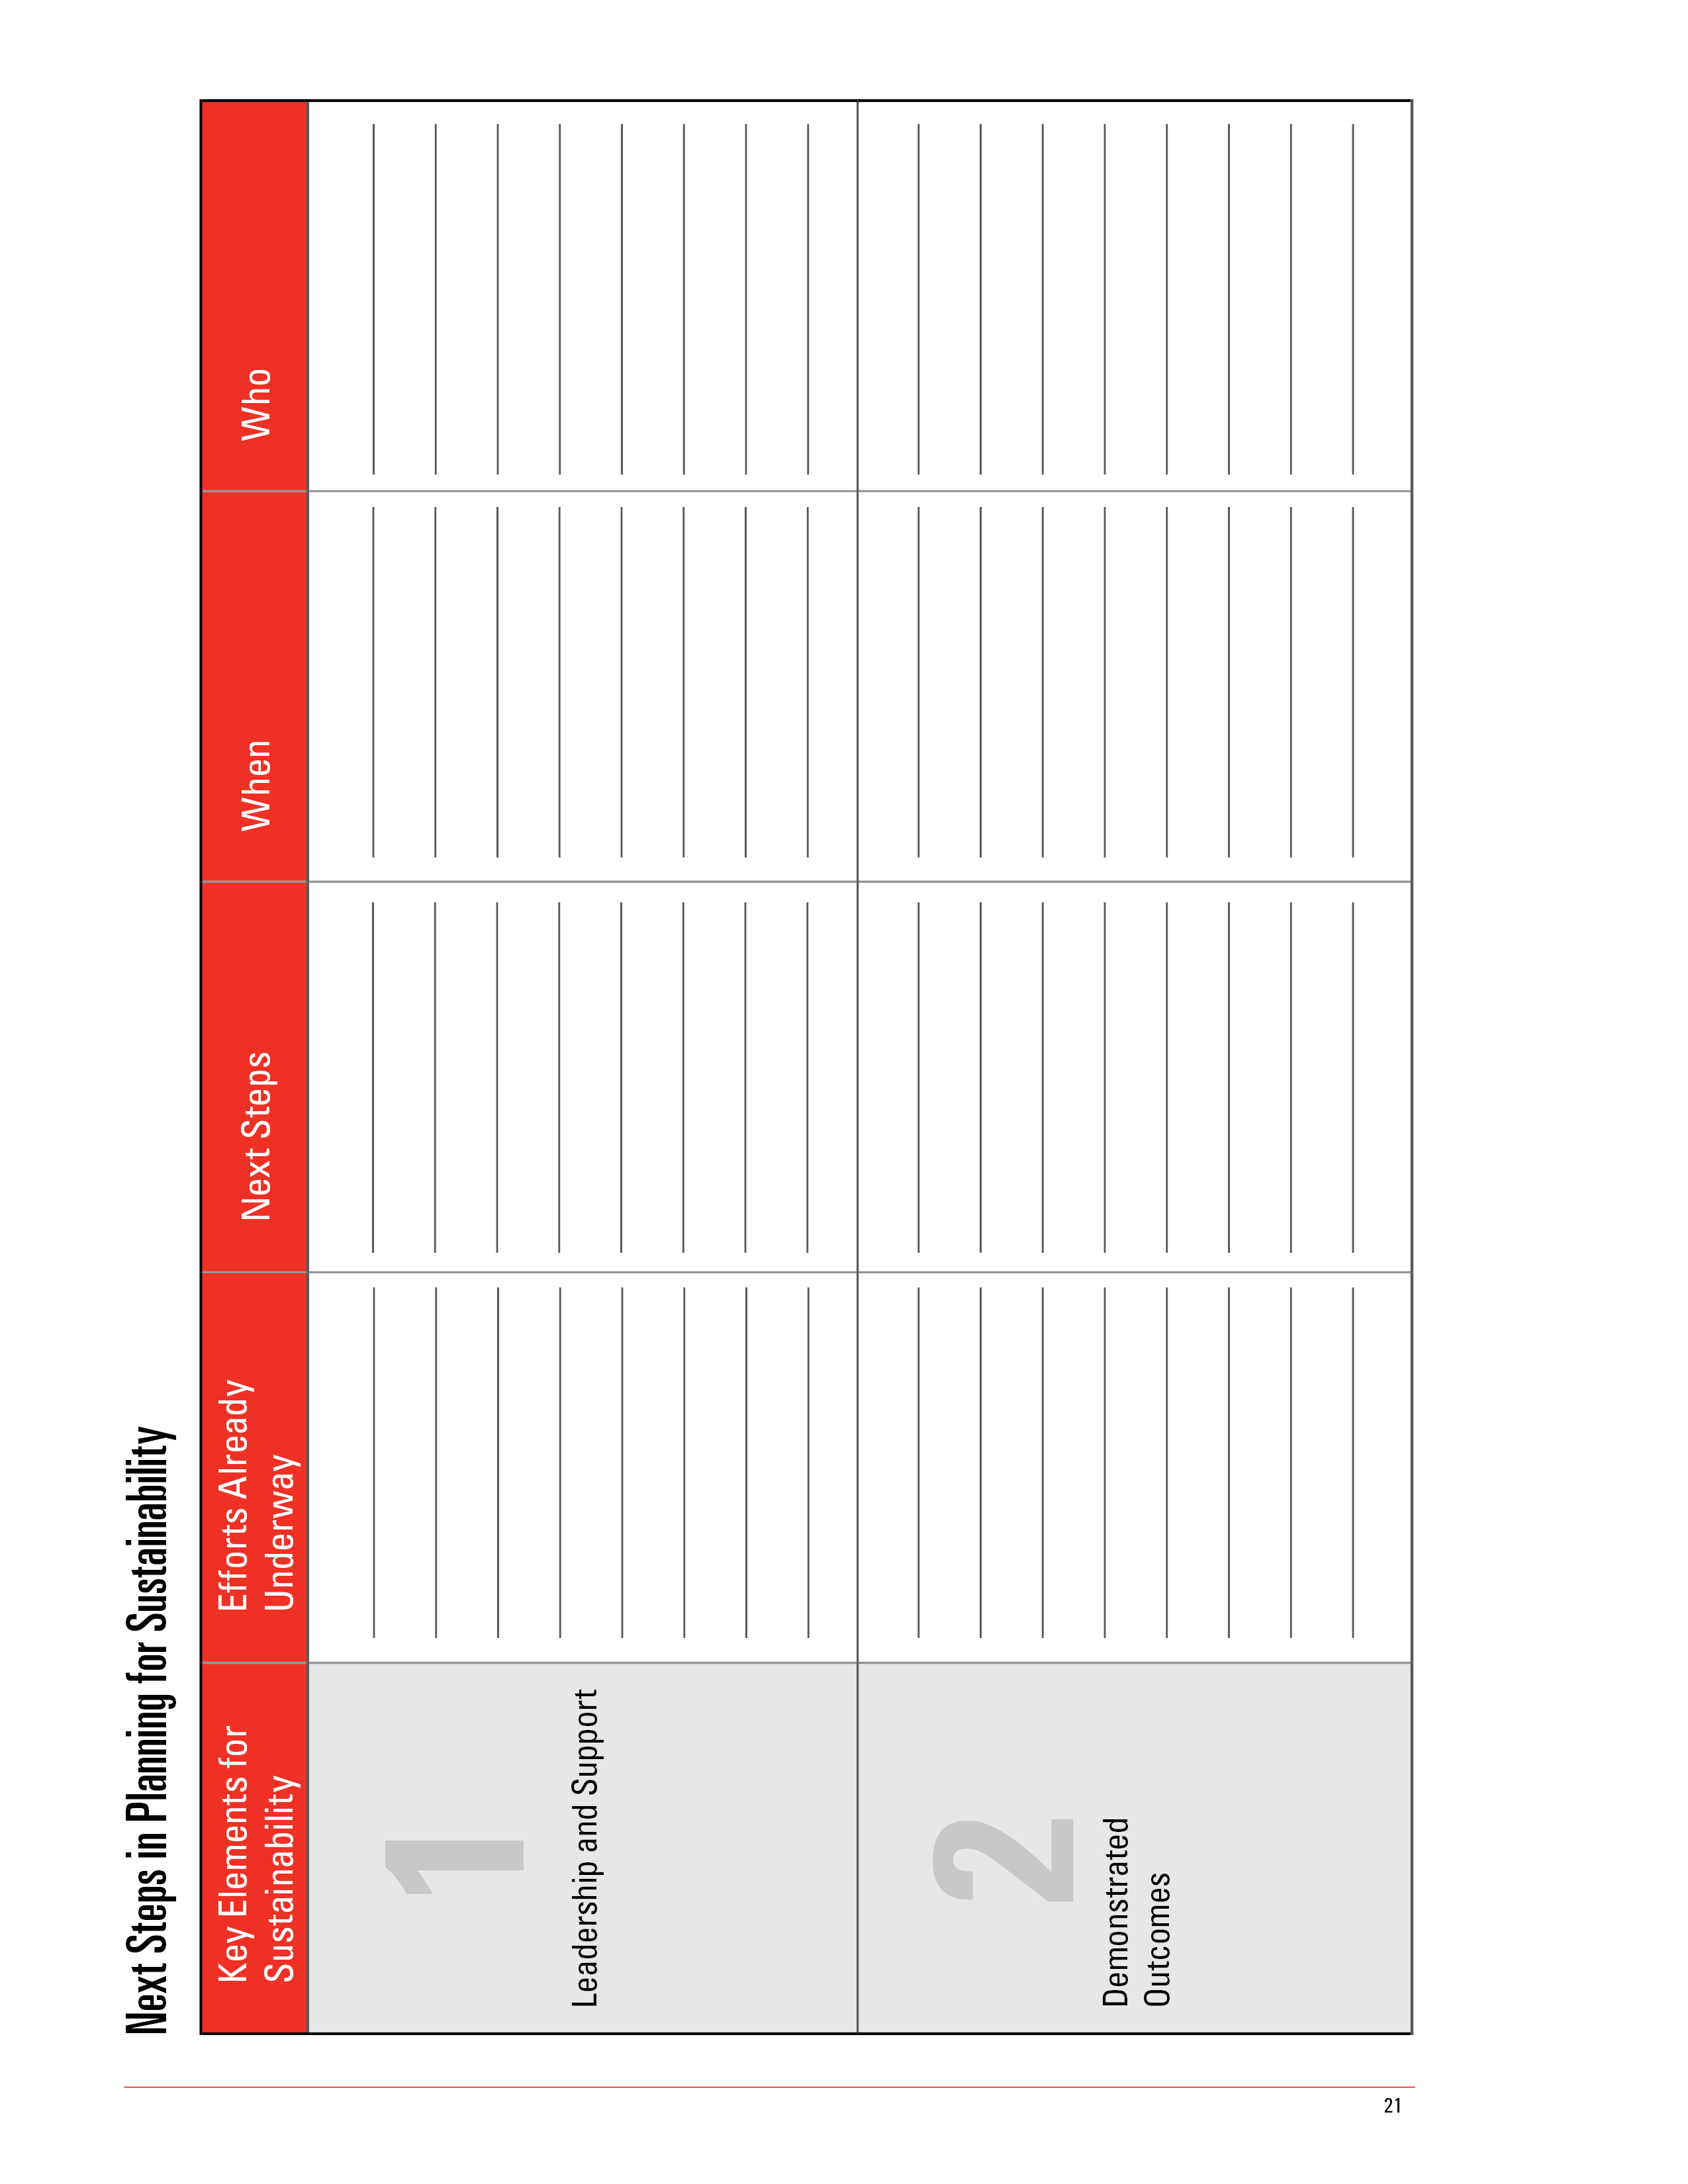 Next Steps in Planning for Sustainability
Key Elements for
Sustainability
Efforts Already
Underway
Next Steps
When
Who
1
Leadership and Support
2
Demonstrated
Outcomes
21